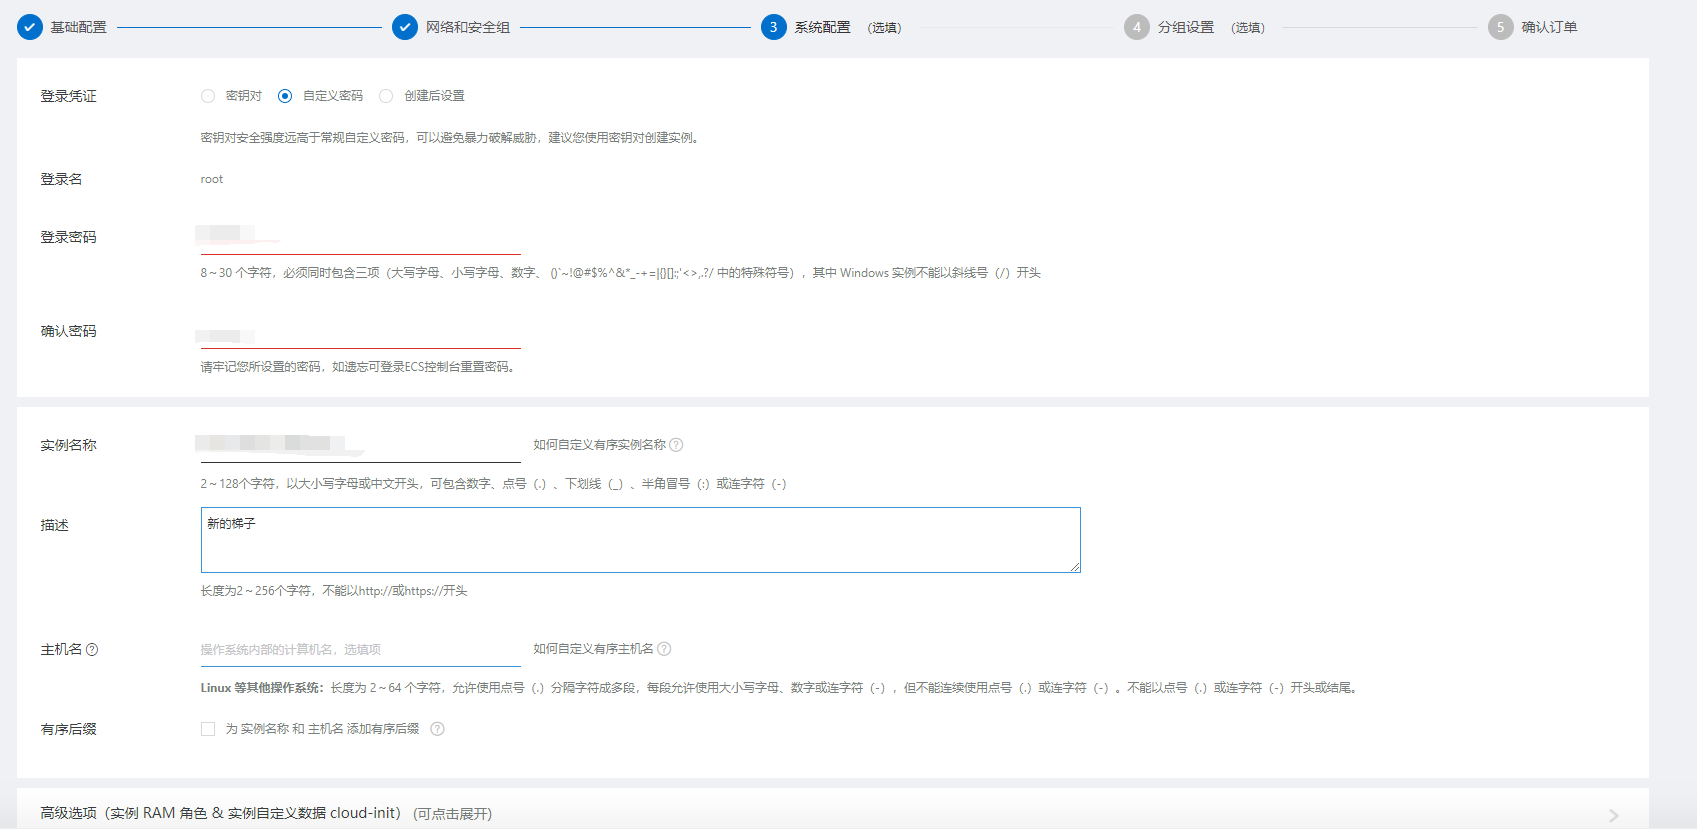 基础配置 网络和安全组 3 系统配置 (选填) 4 分组设置 (选填) 5 确认订单
登录凭证 密钥对 自定义密码 创建后设置
密钥对安全强度远高于常规自定义密码，可以避免暴力破解威胁，建议您使用密钥对创建实例。
登录名 root
登录密码
8～30 个字符，必须同时包含三项（大写字母、小写字母、数字、 ()`~!@#$%^&*_-+=|{}[]:;'<>,.?/ 中的特殊符号），其中 Windows 实例不能以斜线号（/）开头
确认密码
请牢记您所设置的密码，如遗忘可登录ECS控制台重置密码。
实例名称 如何自定义有序实例名称 ?
2～128个字符，以大小写字母或中文开头，可包含数字、点号（.）、下划线（_）、半角冒号（:）或连字符（-）
描述 新的梯子
长度为2～256个字符，不能以http://或https://开头
主机名 ? 操作系统内部的计算机名，选填项 如何自定义有序主机名 ?
Linux 等其他操作系统：长度为 2～64 个字符，允许使用点号（.）分隔字符成多段，每段允许使用大小写字母、数字或连字符（-），但不能连续使用点号（.）或连字符（-）。不能以点号（.）或连字符（-）开头或结尾。
有序后缀 为 实例名称 和 主机名 添加有序后缀 ?
高级选项（实例 RAM 角色 & 实例自定义数据 cloud-init） (可点击展开)